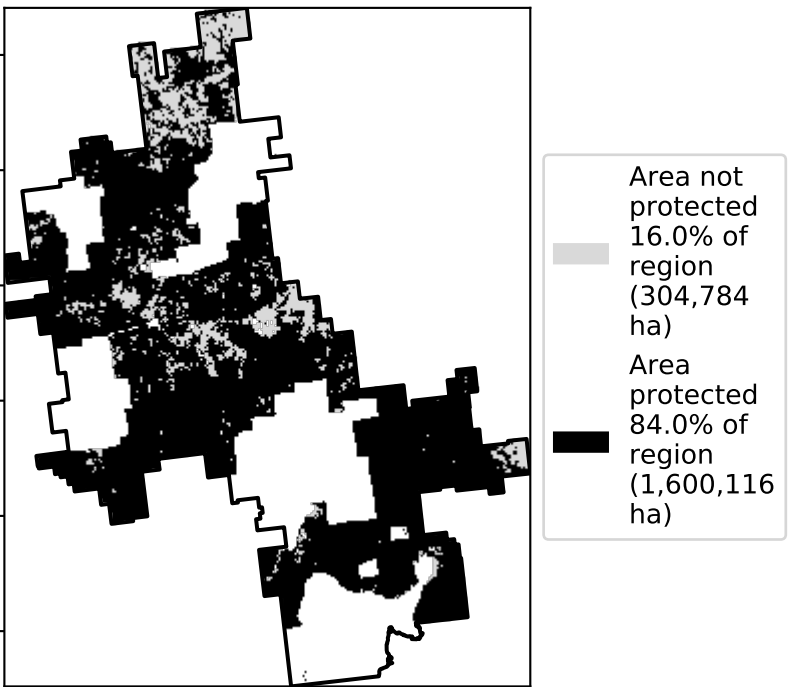 Area not
protected
16.0% of
region
(304,784
ha)
Area
protected
84.0% of
region
(1,600,116
ha)